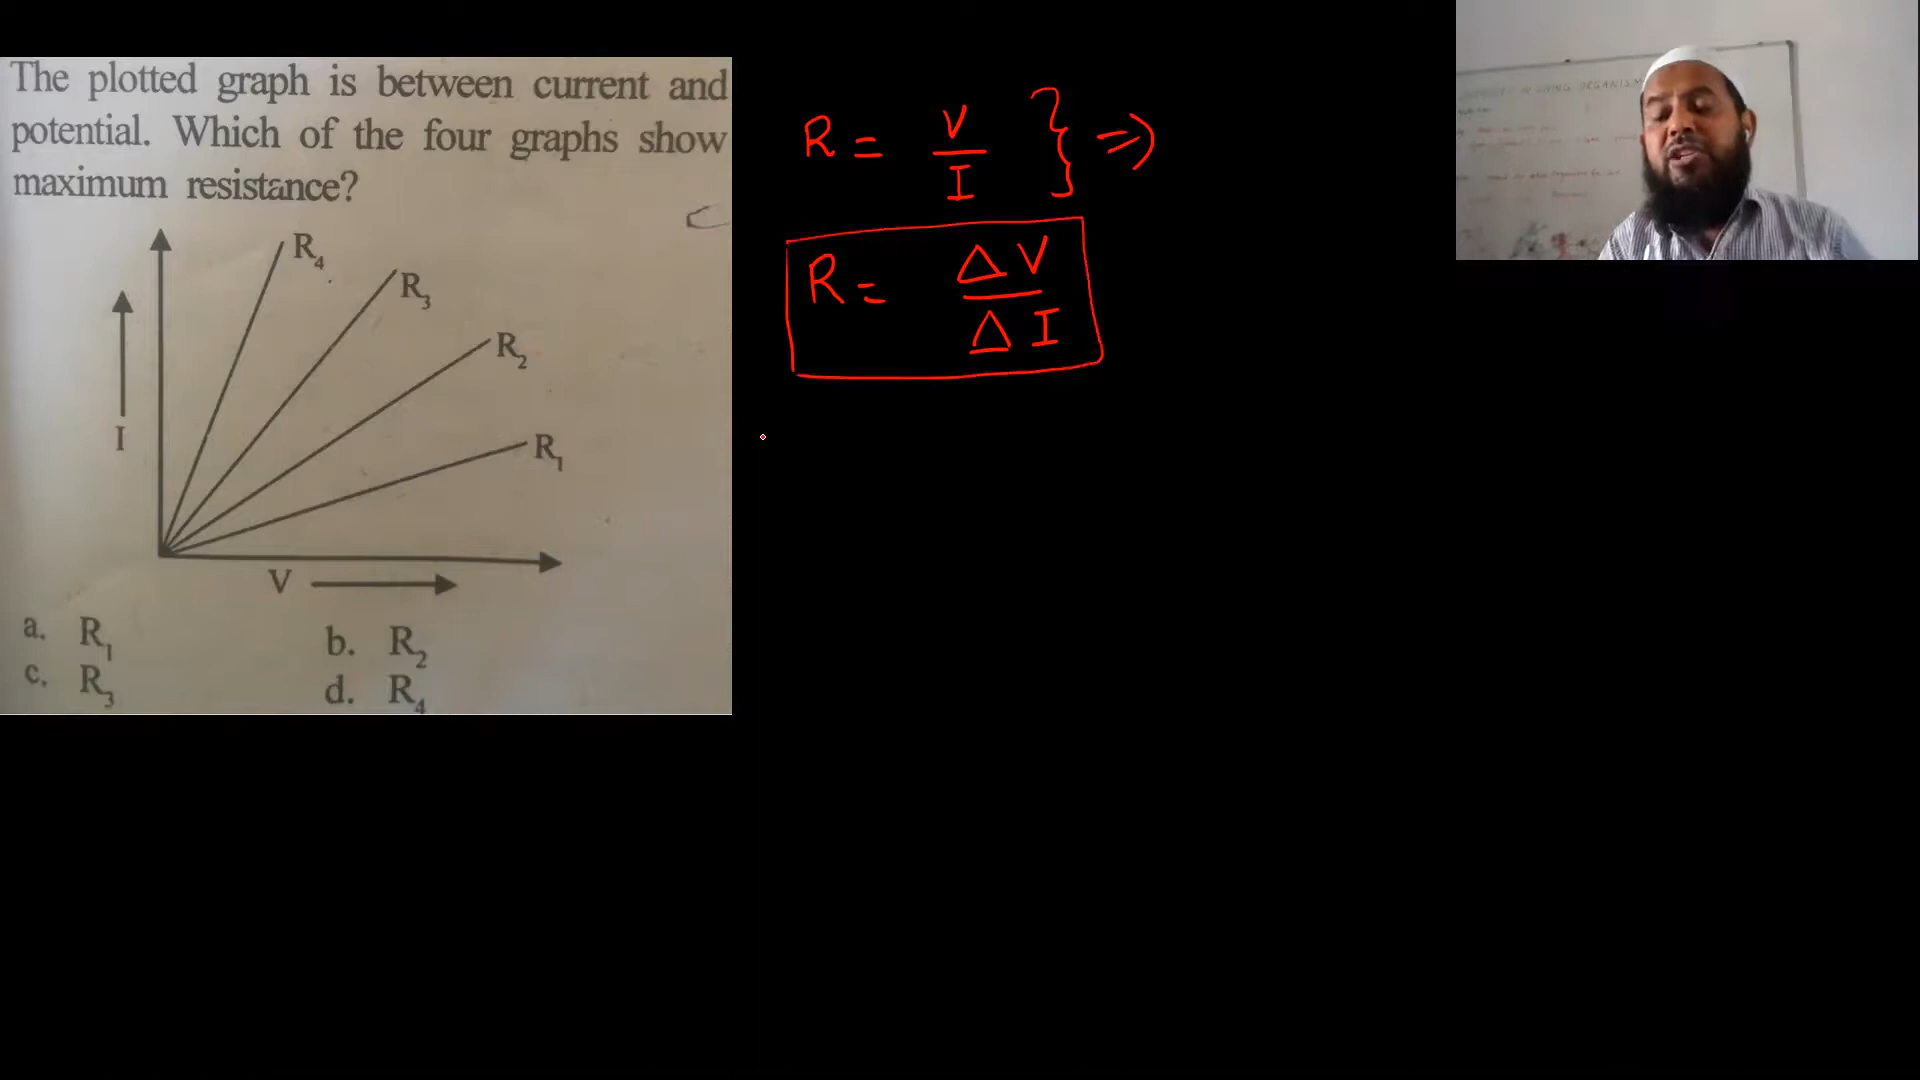 The plotted graph is between current and
potential. Which of the four graphs show
maximum resistance?
R4
R3
R2
R1
I
V
a. R1 b. R2
c. R3 d. R4
R = V/I } ⇒
R = ΔV/ΔI